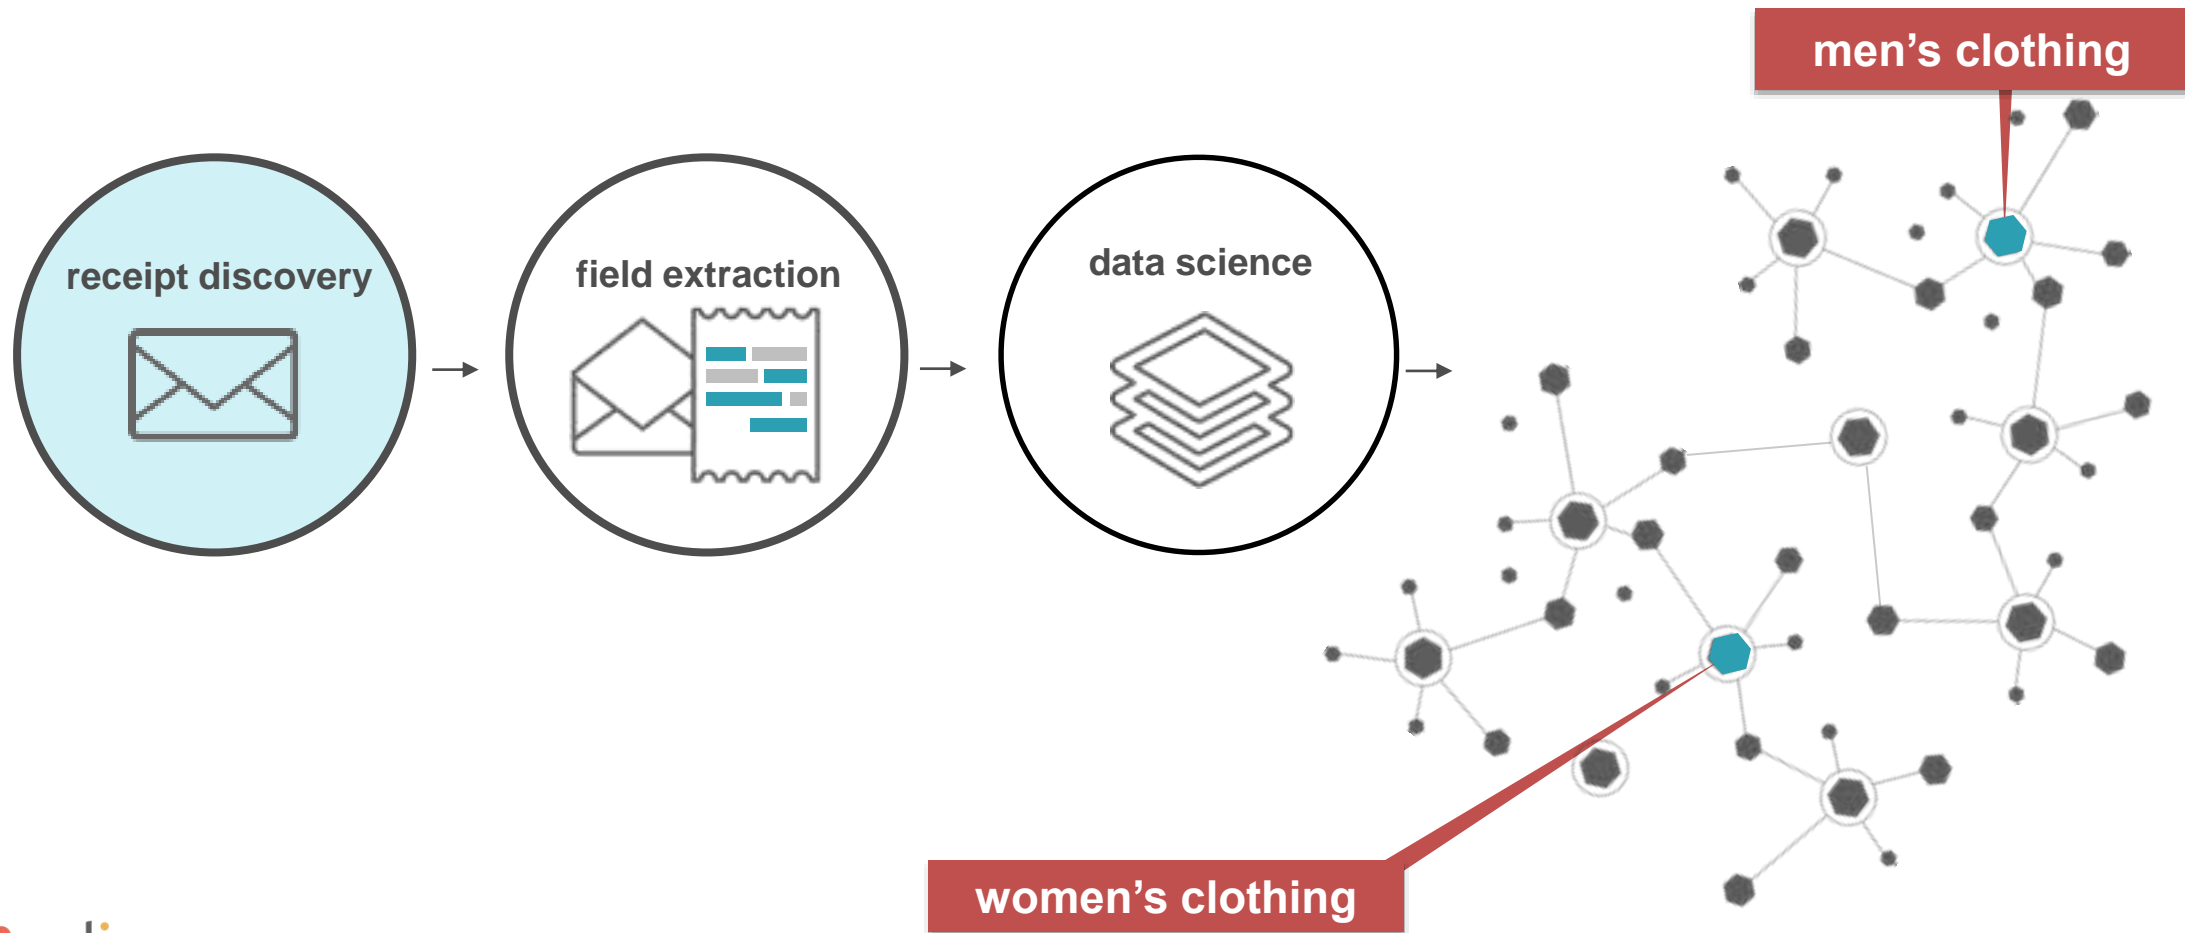 men's clothing
receipt discovery
field extraction
data science
women's clothing